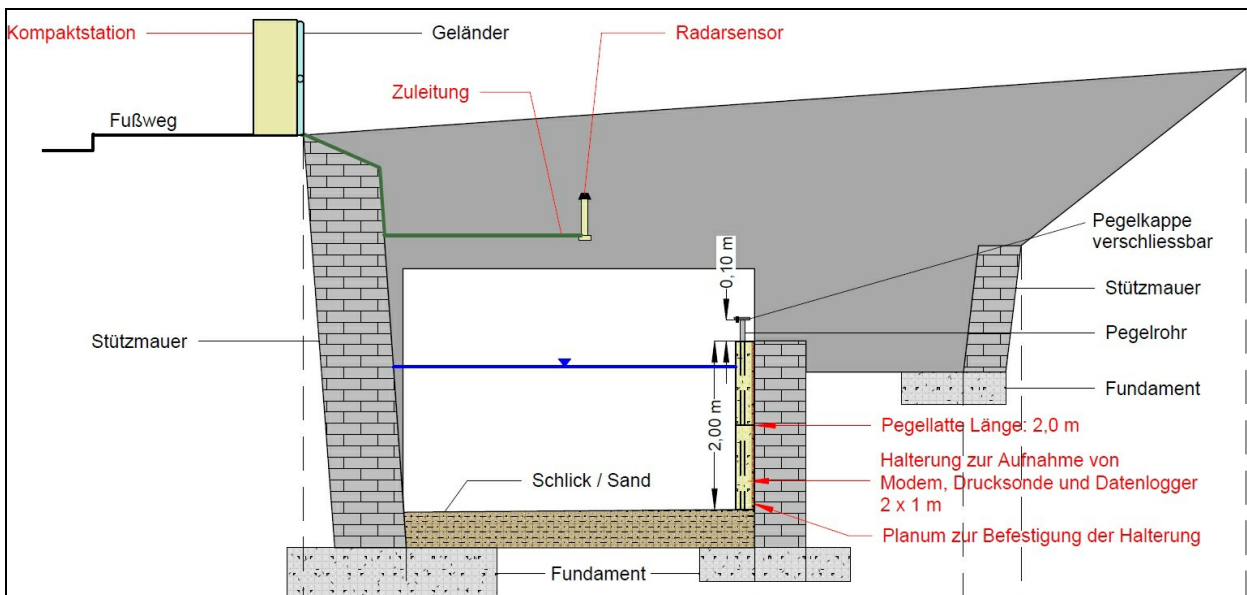 Kompaktstation
Geländer
Radarsensor
Zuleitung
Fußweg
Pegelkappe
verschliessbar
0,10 m
Stützmauer
Pegelrohr
Stützmauer
Fundament
2,00 m
Pegellatte Länge: 2,0 m
Halterung zur Aufnahme von
Modem, Drucksonde und Datenlogger
2 x 1 m
Schlick / Sand
Planum zur Befestigung der Halterung
Fundament